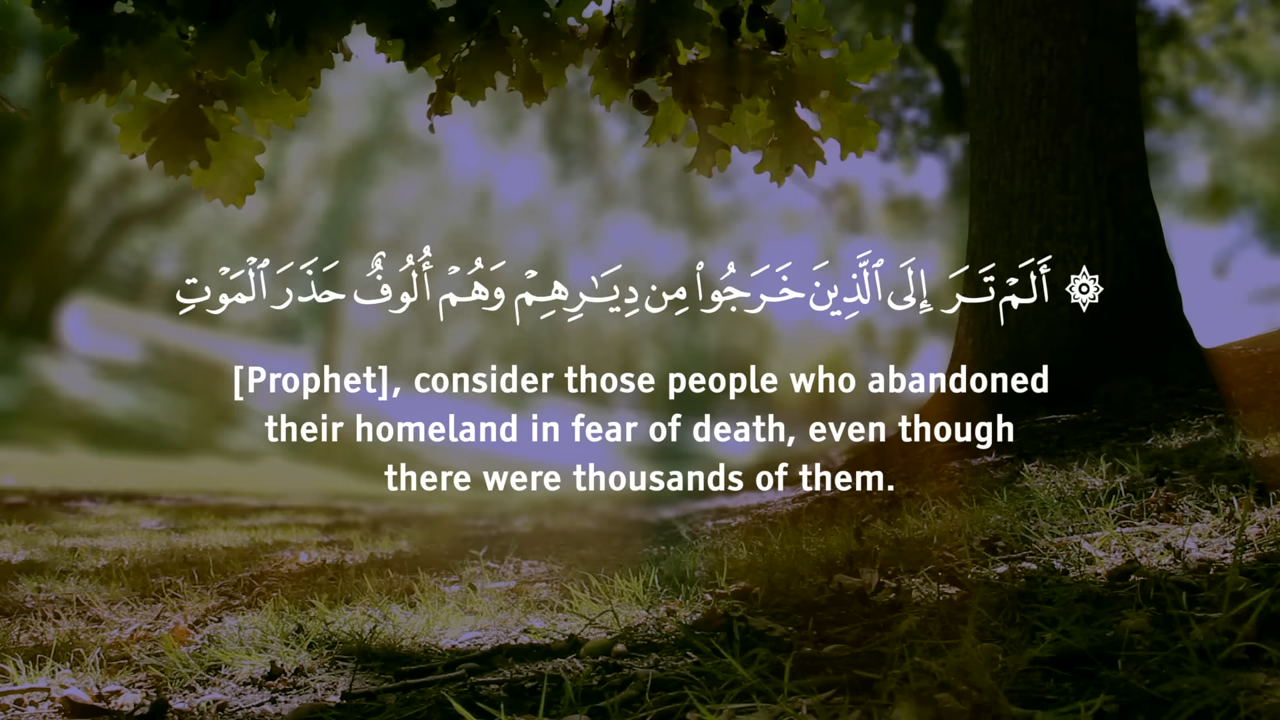 ۞ أَلَمْ تَرَ إِلَى ٱلَّذِينَ خَرَجُوا۟ مِن دِيَـٰرِهِمْ وَهُمْ أُلُوفٌ حَذَرَ ٱلْمَوْتِ
[Prophet], consider those people who abandoned
their homeland in fear of death, even though
there were thousands of them.